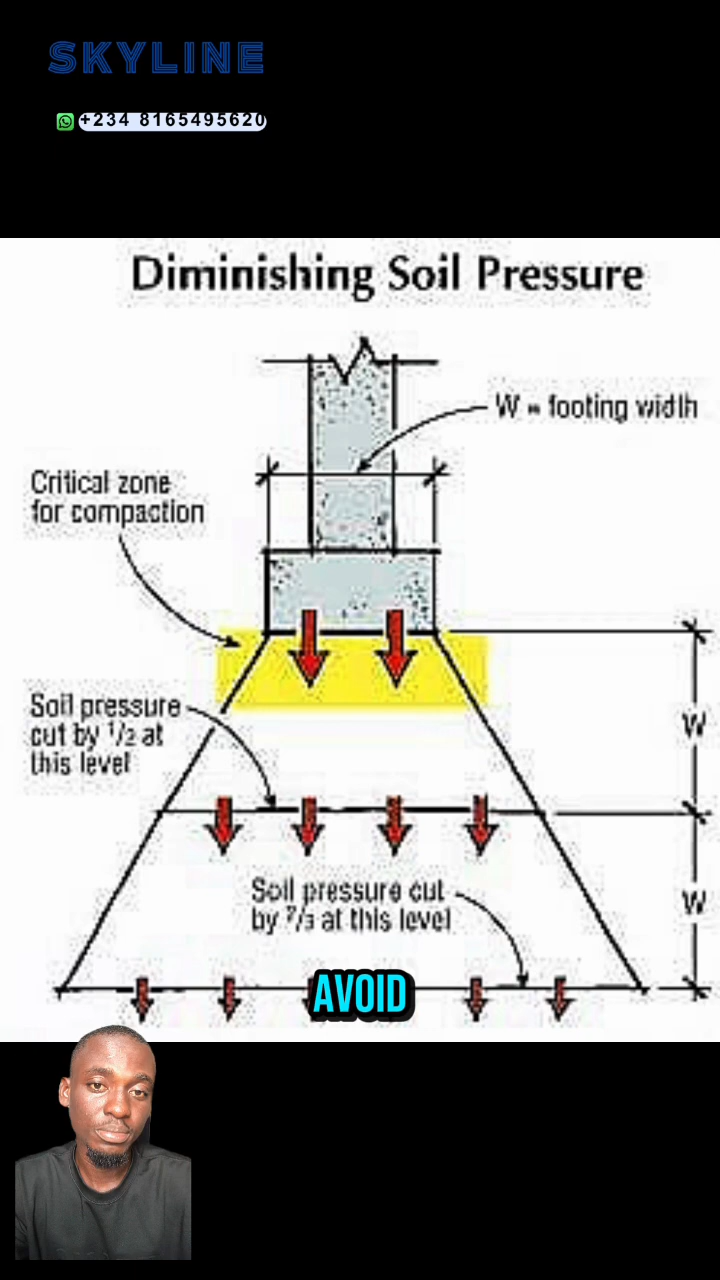 SKYLINE
+234 8165495620
Diminishing Soil Pressure
W = footing width
Critical zone
for compaction
Soil pressure
cut by 1/2 at
this level
W
Soil pressure cut
by 2/3 at this level
W
AVOID